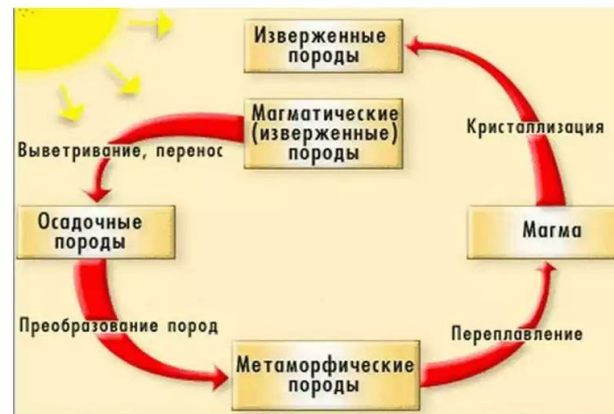 Изверженные
породы
Магматические
(изверженные)
породы
Кристаллизация
Выветривание, перенос
Осадочные
породы
Магма
Преобразование пород
Переплавление
Метаморфические
породы